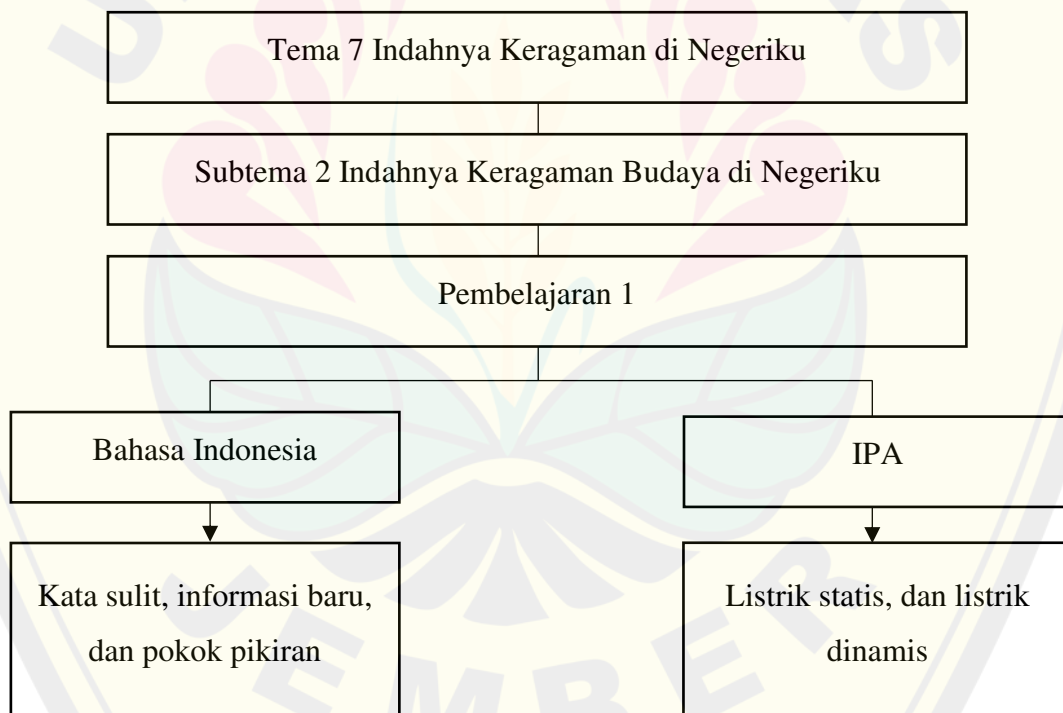 Tema 7 Indahnya Keragaman di Negeriku
Subtema 2 Indahnya Keragaman Budaya di Negeriku
Pembelajaran 1
Bahasa Indonesia
IPA
Kata sulit, informasi baru,
dan pokok pikiran
Listrik statis, dan listrik
dinamis
JEMBER